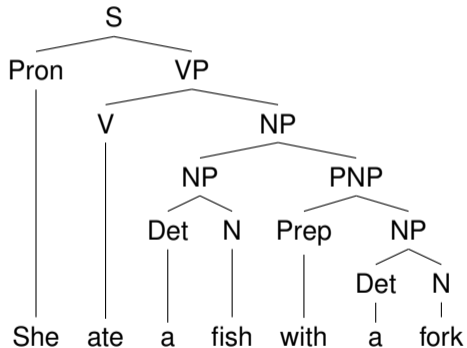 S
Pron VP
V NP
NP PNP
Det N Prep NP
Det N
She ate a fish with a fork